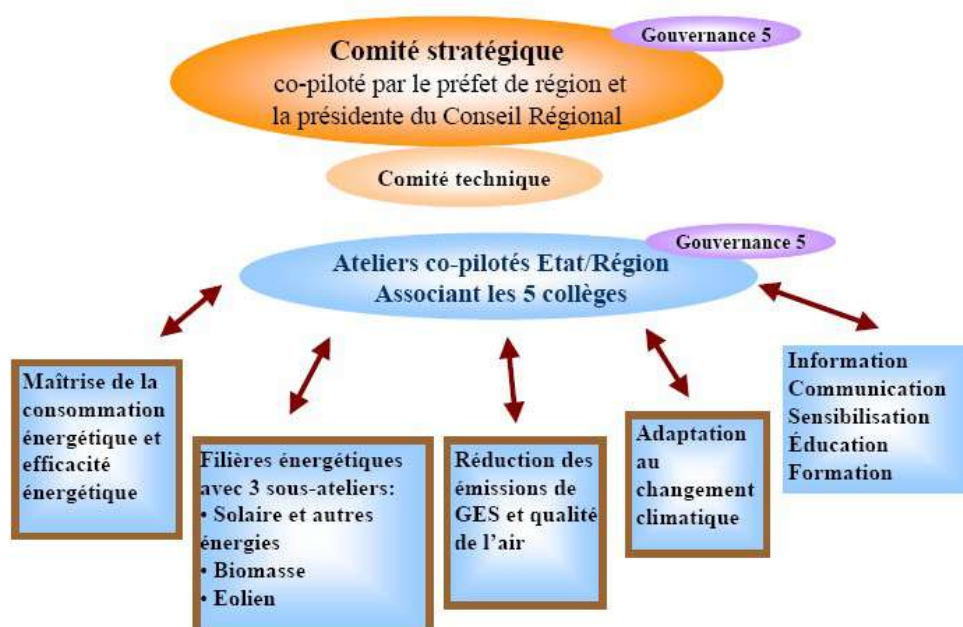 Gouvernance 5
Comité stratégique
co-piloté par le préfet de région et
la présidente du Conseil Régional
Comité technique
Gouvernance 5
Ateliers co-pilotés Etat/Région
Associant les 5 collèges
Maîtrise de la
consommation
énergétique et
efficacité
énergétique
Filières énergétiques
avec 3 sous-ateliers:
• Solaire et autres
énergies
• Biomasse
• Eolien
Réduction des
émissions de
GES et qualité
de l'air
Adaptation
au
changement
climatique
Information
Communication
Sensibilisation
Éducation
Formation